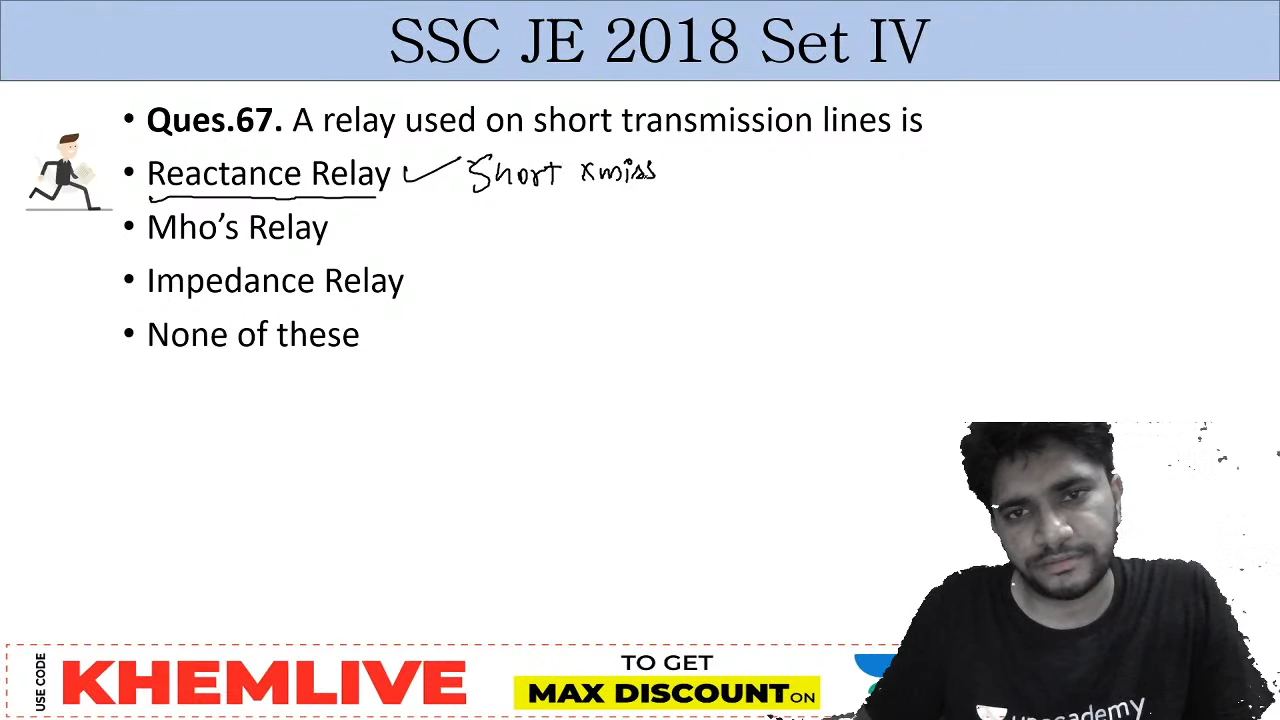 SSC JE 2018 Set IV
• Ques.67. A relay used on short transmission lines is
• Reactance Relay ✓ Short xmiss
• Mho’s Relay
• Impedance Relay
• None of these
USE CODE
KHEMLIVE
TO GET
MAX DISCOUNT ON